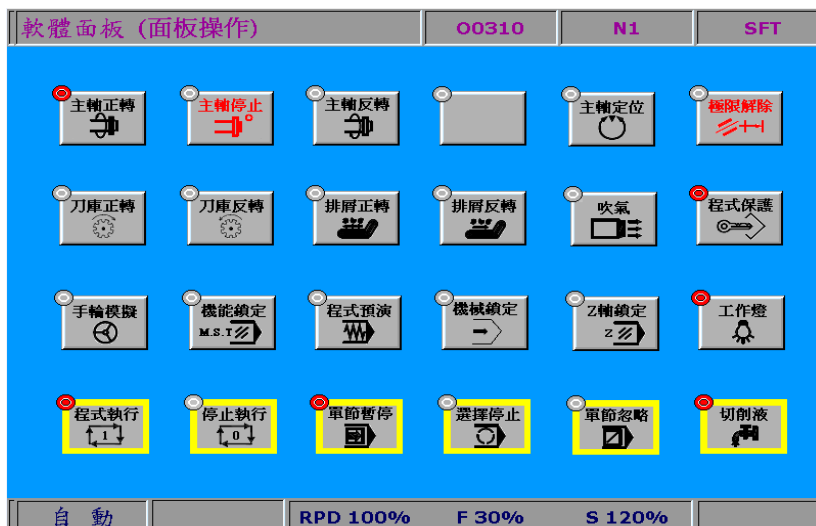 軟體面板 (面板操作) O0310 N1 SFT
主軸正轉 主軸停止 主軸反轉 主軸定位 極限解除
刀庫正轉 刀庫反轉 排屑正轉 排屑反轉 吹氣 程式保護
手輪模擬 機能鎖定 程式預演 機械鎖定 Z軸鎖定 工作燈
M.S.T Z
程式執行 停止執行 單節暫停 選擇停止 單節忽略 切削液
1 0
自動 RPD 100% F 30% S 120%